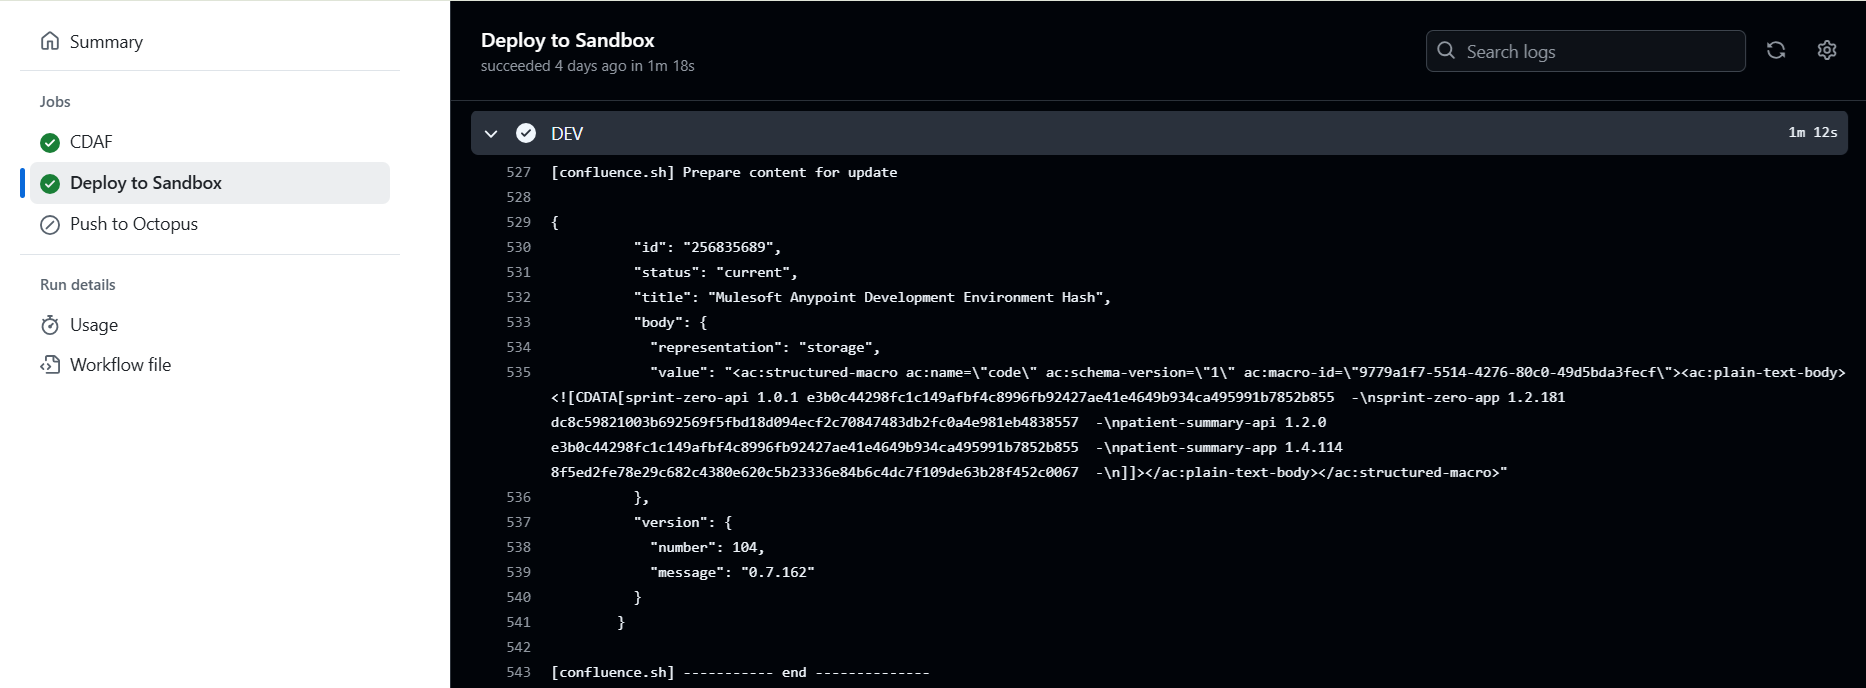 Summary
Jobs
CDAF
Deploy to Sandbox
Push to Octopus
Run details
Usage
Workflow file
Deploy to Sandbox
succeeded 4 days ago in 1m 18s
Search logs
DEV 1m 12s
527 [confluence.sh] Prepare content for update
528
529 {
530 "id": "256835689",
531 "status": "current",
532 "title": "Mulesoft Anypoint Development Environment Hash",
533 "body": {
534 "representation": "storage",
535 "value": "<ac:structured-macro ac:name=\"code\" ac:schema-version=\"1\" ac:macro-id=\"9779a1f7-5514-4276-80c0-49d5bda3fecf\"><ac:plain-text-body>
<![CDATA[sprint-zero-api 1.0.1 e3b0c44298fc1c149afbf4c8996fb92427ae41e4649b934ca495991b7852b855  -\nsprint-zero-app 1.2.181
dc8c59821003b692569f5fbd18d094ecf2c70847483db2fc0a4e981eb4838557  -\npatient-summary-api 1.2.0
e3b0c44298fc1c149afbf4c8996fb92427ae41e4649b934ca495991b7852b855  -\npatient-summary-app 1.4.114
8f5ed2fe78e29c682c4380e620c5b23336e84b6c4dc7f109de63b28f452c0067  -\n]]></ac:plain-text-body></ac:structured-macro>"
536 },
537 "version": {
538 "number": 104,
539 "message": "0.7.162"
540 }
541 }
542
543 [confluence.sh] ----------- end --------------